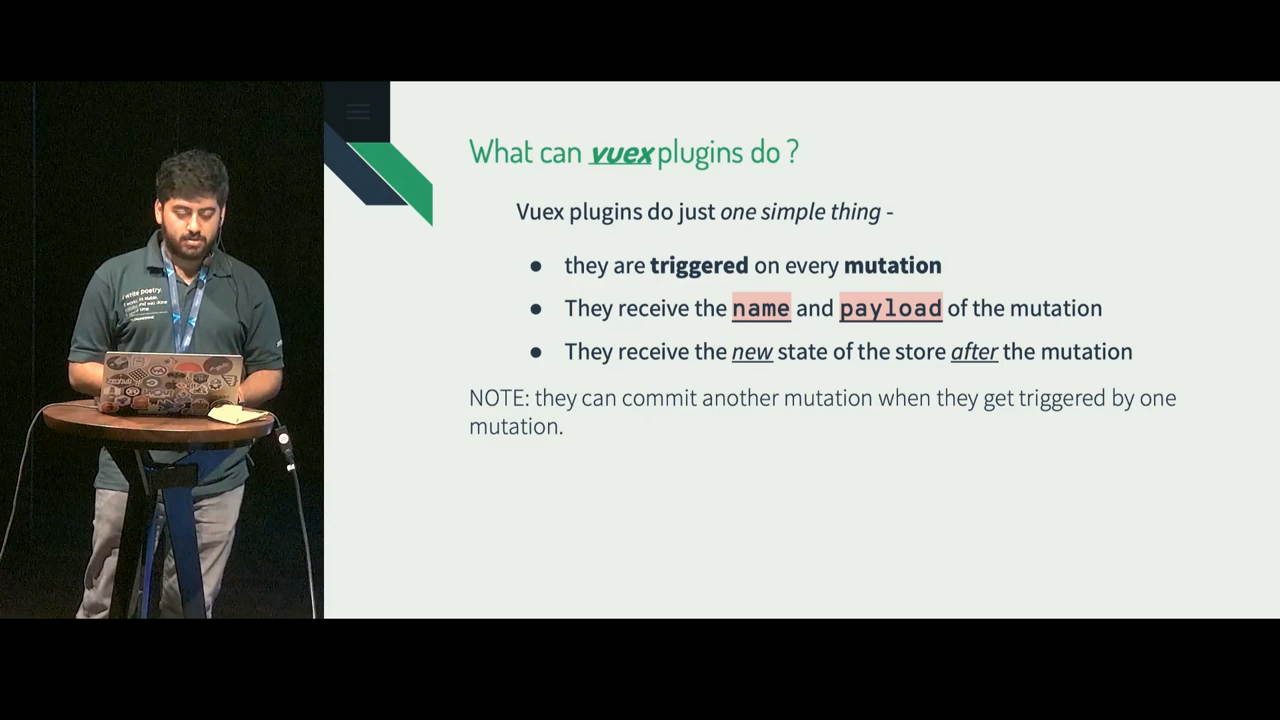 What can vuex plugins do ?
Vuex plugins do just one simple thing -
● they are triggered on every mutation
● They receive the name and payload of the mutation
● They receive the new state of the store after the mutation
NOTE: they can commit another mutation when they get triggered by one
mutation.
I write poetry.